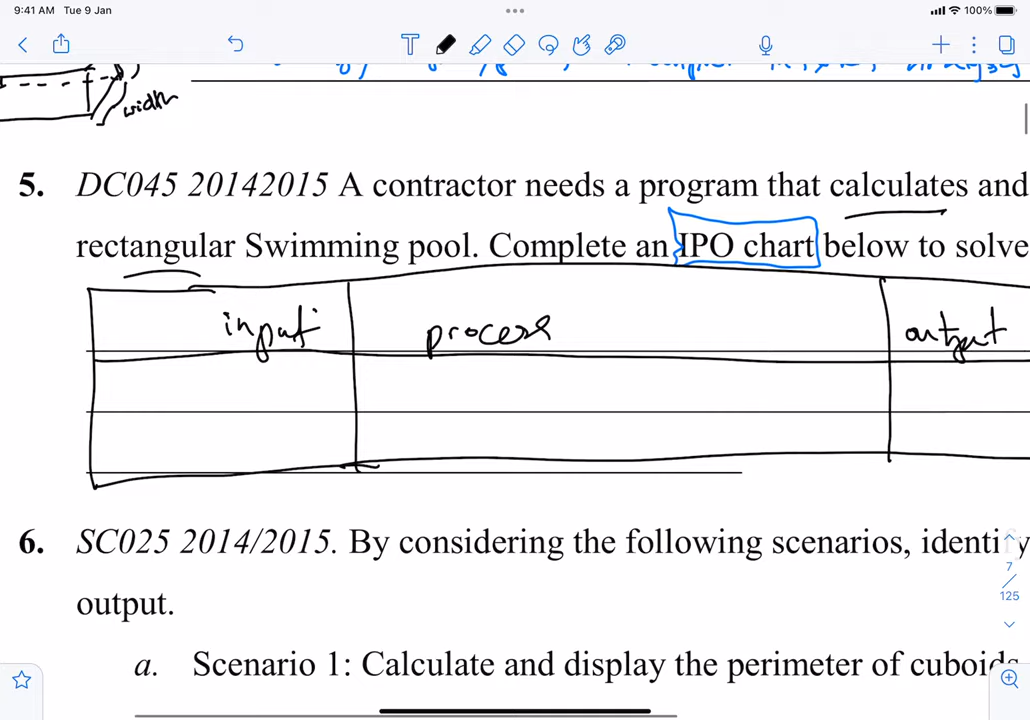 9:41 AM Tue 9 Jan
100%
T
width
5. DC045 20142015 A contractor needs a program that calculates and
rectangular Swimming pool. Complete an IPO chart below to solve
input process output
6. SC025 2014/2015. By considering the following scenarios, identify
output.
7
125
a. Scenario 1: Calculate and display the perimeter of cuboids